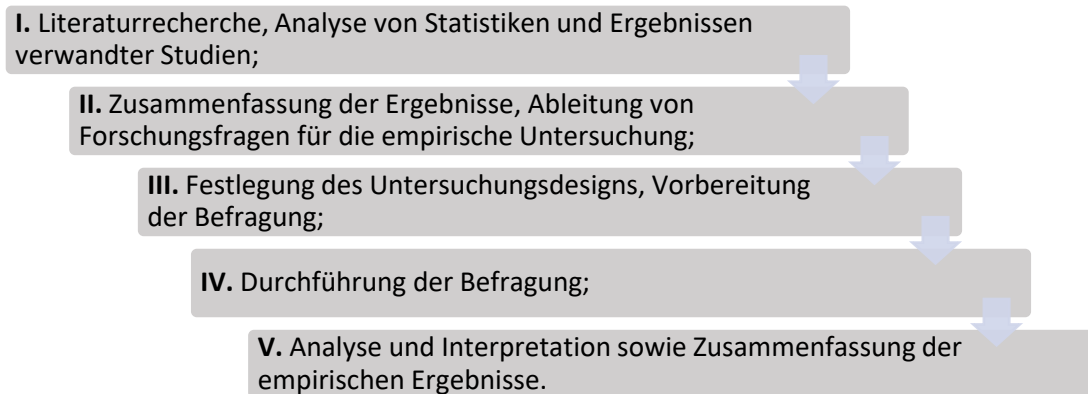 I. Literaturrecherche, Analyse von Statistiken und Ergebnissen
verwandter Studien;
II. Zusammenfassung der Ergebnisse, Ableitung von
Forschungsfragen für die empirische Untersuchung;
III. Festlegung des Untersuchungsdesigns, Vorbereitung
der Befragung;
IV. Durchführung der Befragung;
V. Analyse und Interpretation sowie Zusammenfassung der
empirischen Ergebnisse.